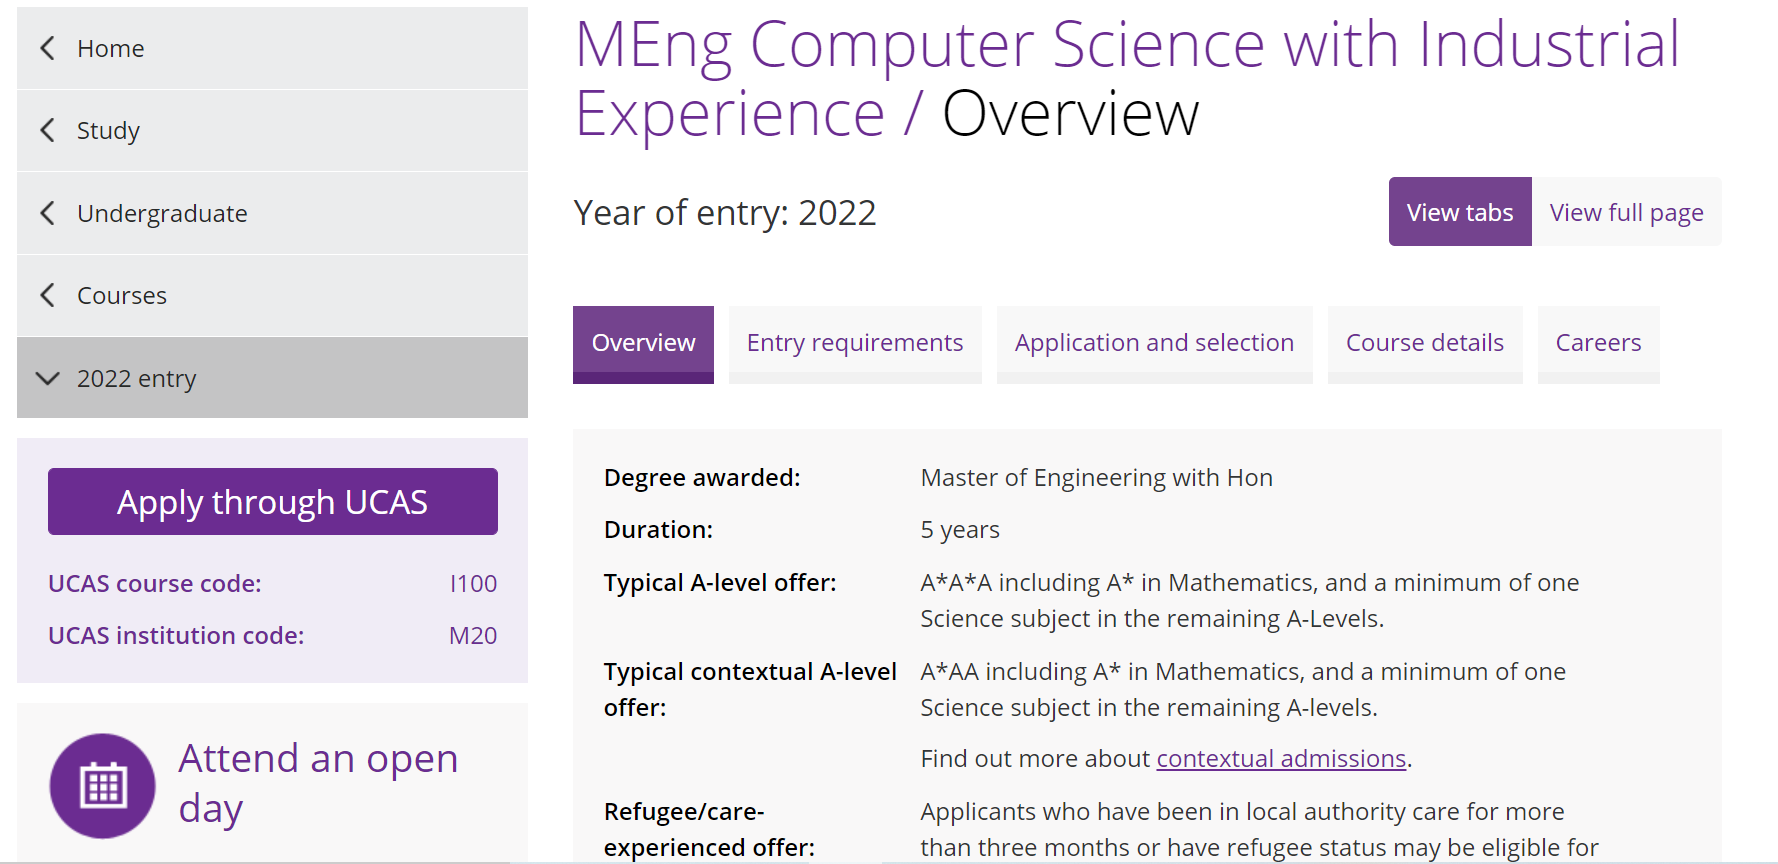 Home
Study
Undergraduate
Courses
2022 entry
Apply through UCAS
UCAS course code: I100
UCAS institution code: M20
Attend an open
day
MEng Computer Science with Industrial
Experience / Overview
Year of entry: 2022
View tabs View full page
Overview Entry requirements Application and selection Course details Careers
Degree awarded: Master of Engineering with Hon
Duration: 5 years
Typical A-level offer: A*A*A including A* in Mathematics, and a minimum of one
Science subject in the remaining A-Levels.
Typical contextual A-level A*AA including A* in Mathematics, and a minimum of one
offer: Science subject in the remaining A-levels.
Find out more about contextual admissions.
Refugee/care- Applicants who have been in local authority care for more
experienced offer: than three months or have refugee status may be eligible for